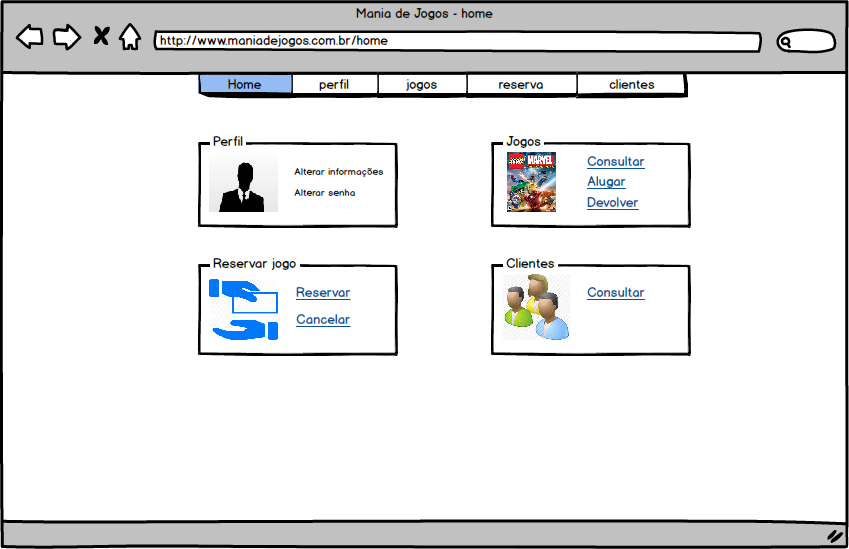 Mania de Jogos - home
http://www.maniadejogos.com.br/home
Home perfil jogos reserva clientes
Perfil
Alterar informações
Alterar senha
Jogos
LEGO MARVEL
Consultar
Alugar
Devolver
Reservar jogo
Reservar
Cancelar
Clientes
Consultar